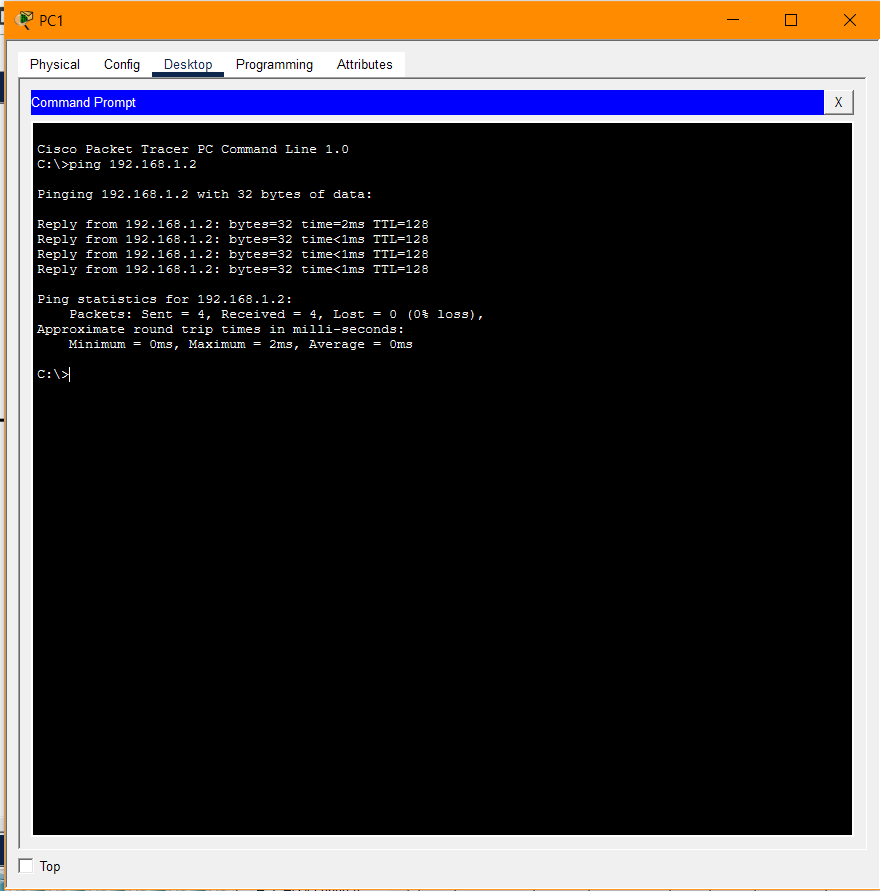 PC1
Physical Config Desktop Programming Attributes
Command Prompt X
Cisco Packet Tracer PC Command Line 1.0
C:\>ping 192.168.1.2
Pinging 192.168.1.2 with 32 bytes of data:
Reply from 192.168.1.2: bytes=32 time=2ms TTL=128
Reply from 192.168.1.2: bytes=32 time<1ms TTL=128
Reply from 192.168.1.2: bytes=32 time<1ms TTL=128
Reply from 192.168.1.2: bytes=32 time<1ms TTL=128
Ping statistics for 192.168.1.2:
Packets: Sent = 4, Received = 4, Lost = 0 (0% loss),
Approximate round trip times in milli-seconds:
Minimum = 0ms, Maximum = 2ms, Average = 0ms
C:\>
Top